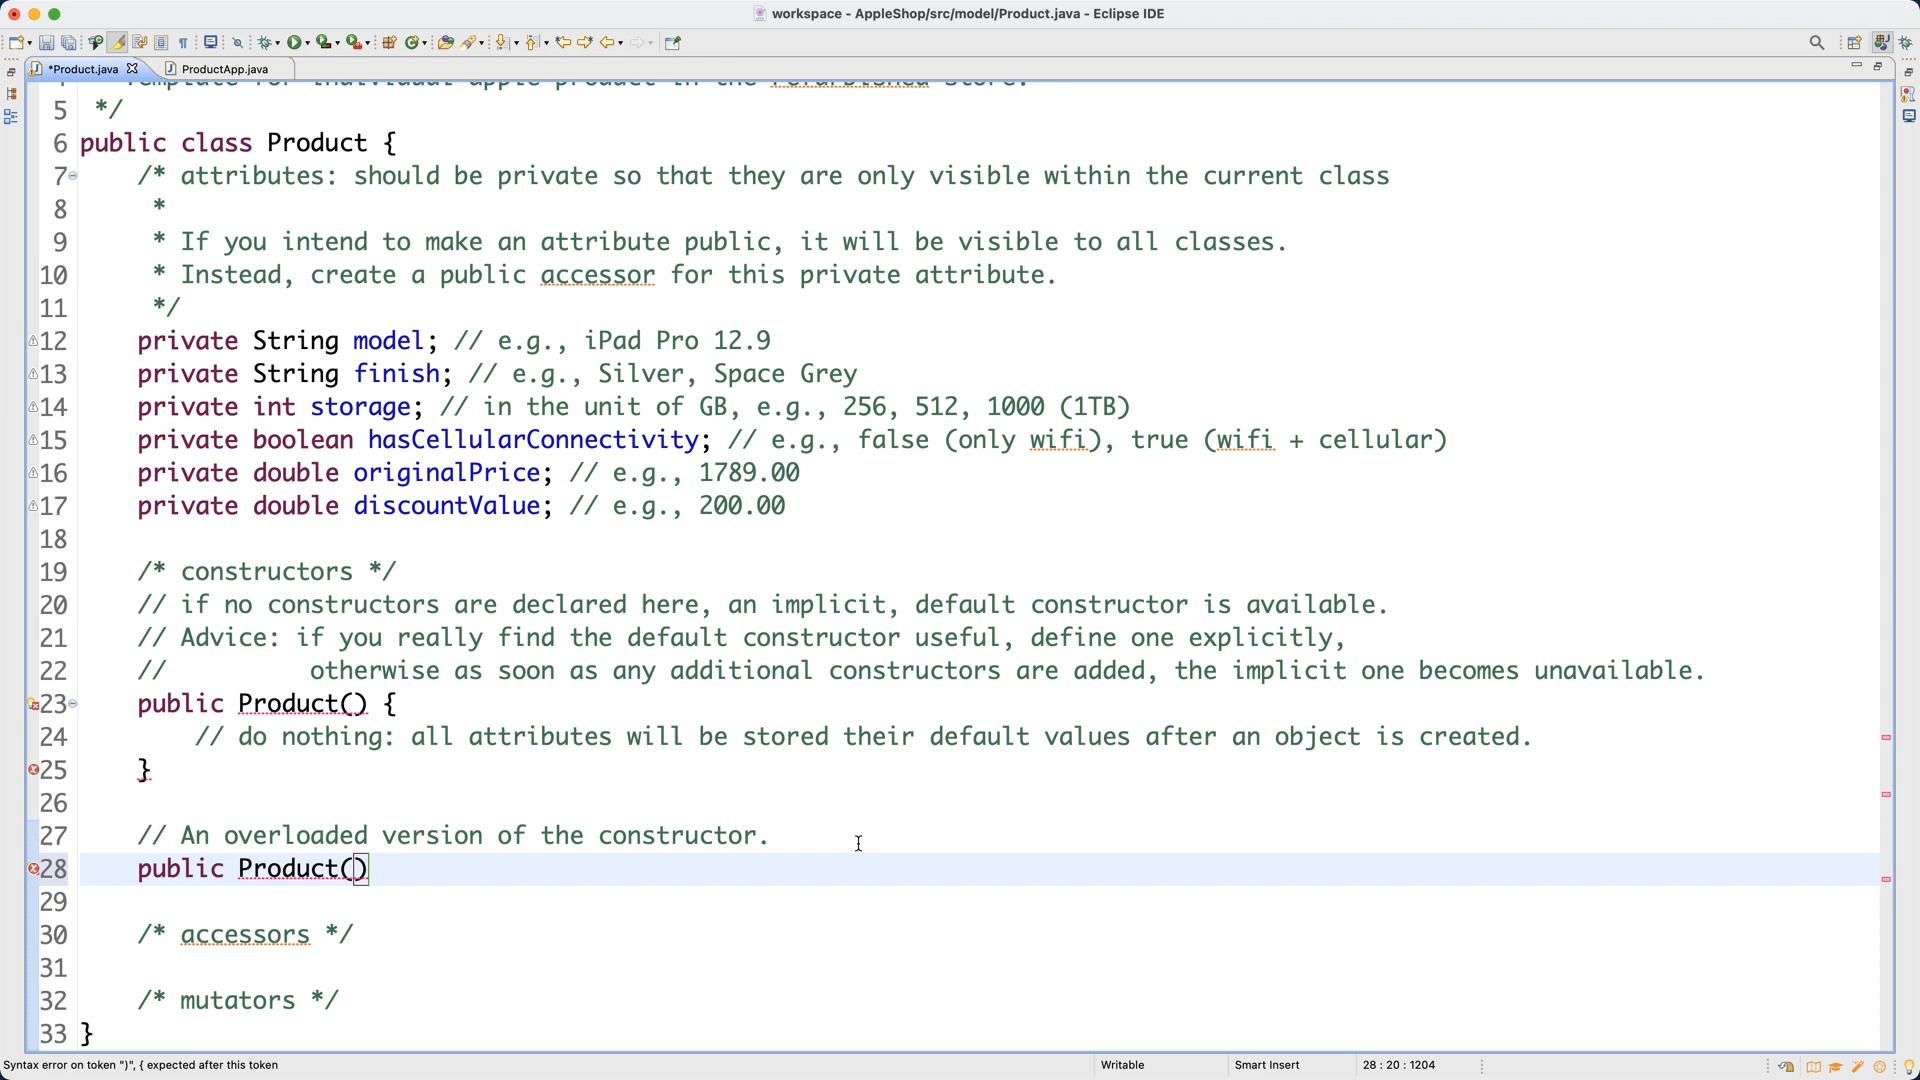 workspace - AppleShop/src/model/Product.java - Eclipse IDE
*Product.java
ProductApp.java
4 * Template for individual apple product in the refurbished store.
5 */
6 public class Product {
7 /* attributes: should be private so that they are only visible within the current class
8 *
9 * If you intend to make an attribute public, it will be visible to all classes.
10 * Instead, create a public accessor for this private attribute.
11 */
12 private String model; // e.g., iPad Pro 12.9
13 private String finish; // e.g., Silver, Space Grey
14 private int storage; // in the unit of GB, e.g., 256, 512, 1000 (1TB)
15 private boolean hasCellularConnectivity; // e.g., false (only wifi), true (wifi + cellular)
16 private double originalPrice; // e.g., 1789.00
17 private double discountValue; // e.g., 200.00
18
19 /* constructors */
20 // if no constructors are declared here, an implicit, default constructor is available.
21 // Advice: if you really find the default constructor useful, define one explicitly,
22 // otherwise as soon as any additional constructors are added, the implicit one becomes unavailable.
23 public Product() {
24 // do nothing: all attributes will be stored their default values after an object is created.
25 }
26
27 // An overloaded version of the constructor.
28 public Product()
29
30 /* accessors */
31
32 /* mutators */
33 }
Syntax error on token ")", { expected after this token
Writable
Smart Insert
28 : 20 : 1204